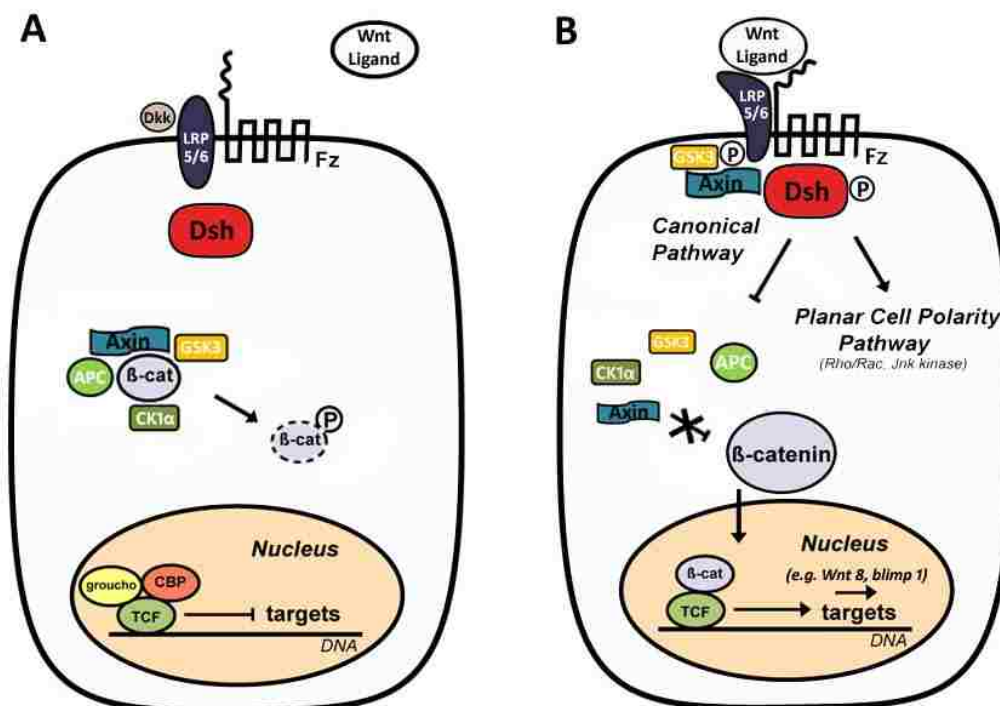 A
Wnt
Ligand
Dkk
LRP
5/6
Fz
Dsh
Axin
GSK3
APC
ß-cat
CK1α
P
ß-cat
Nucleus
groucho
CBP
TCF
targets
DNA
B
Wnt
Ligand
LRP
5/6
Fz
GSK3
P
Axin
Dsh
P
Canonical
Pathway
Planar Cell Polarity
Pathway
(Rho/Rac, Jnk kinase)
GSK3
APC
CK1α
Axin
ß-catenin
Nucleus
(e.g. Wnt 8, blimp 1)
ß-cat
TCF
targets
DNA